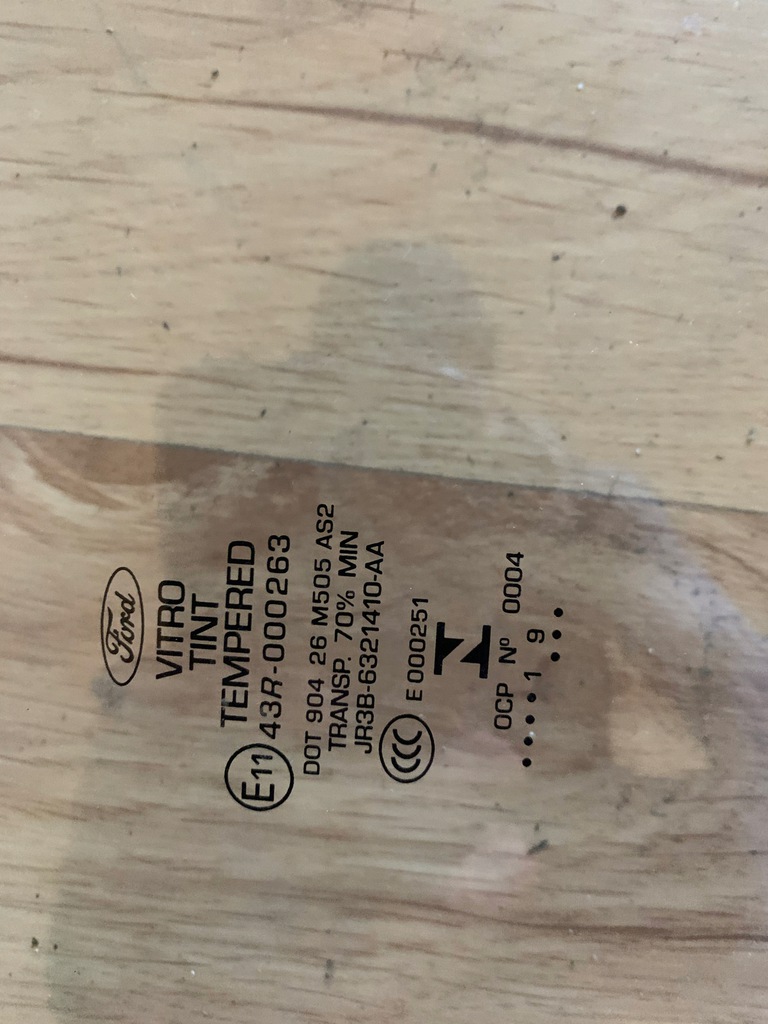 Ford
VITRO
TINT
TEMPERED
E11 43R-000263
DOT 904 26 M505 AS2
TRANSP. 70% MIN
JR3B-6321410-AA
CCC E 000251
OCP Nº 0004
.....1 9...